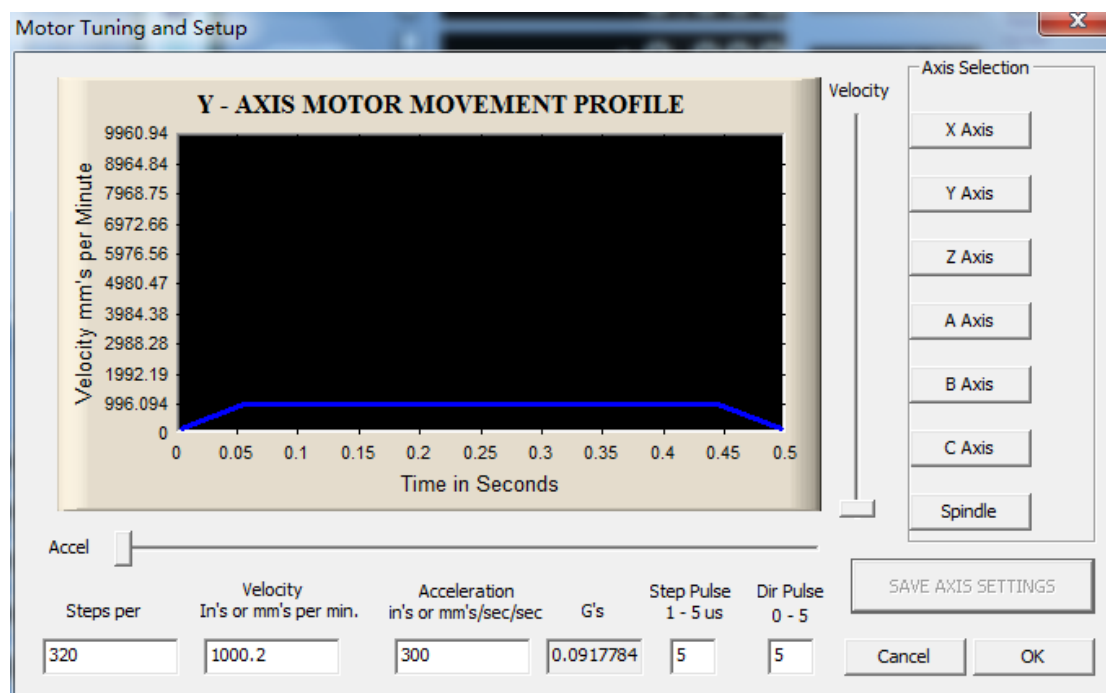 Motor Tuning and Setup
x
Y - AXIS MOTOR MOVEMENT PROFILE
Velocity mm's per Minute
9960.94
8964.84
7968.75
6972.66
5976.56
4980.47
3984.38
2988.28
1992.19
996.094
0
0 0.05 0.1 0.15 0.2 0.25 0.3 0.35 0.4 0.45 0.5
Time in Seconds
Velocity
Axis Selection
X Axis
Y Axis
Z Axis
A Axis
B Axis
C Axis
Spindle
Accel
Steps per
Velocity
In's or mm's per min.
Acceleration
in's or mm's/sec/sec
G's
Step Pulse
1 - 5 us
Dir Pulse
0 - 5
320 1000.2 300 0.0917784 5 5
SAVE AXIS SETTINGS
Cancel OK